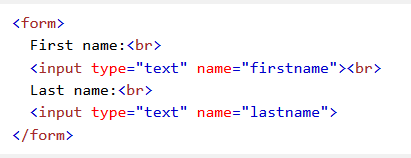 <form>
First name:<br>
<input type="text" name="firstname"><br>
Last name:<br>
<input type="text" name="lastname">
</form>